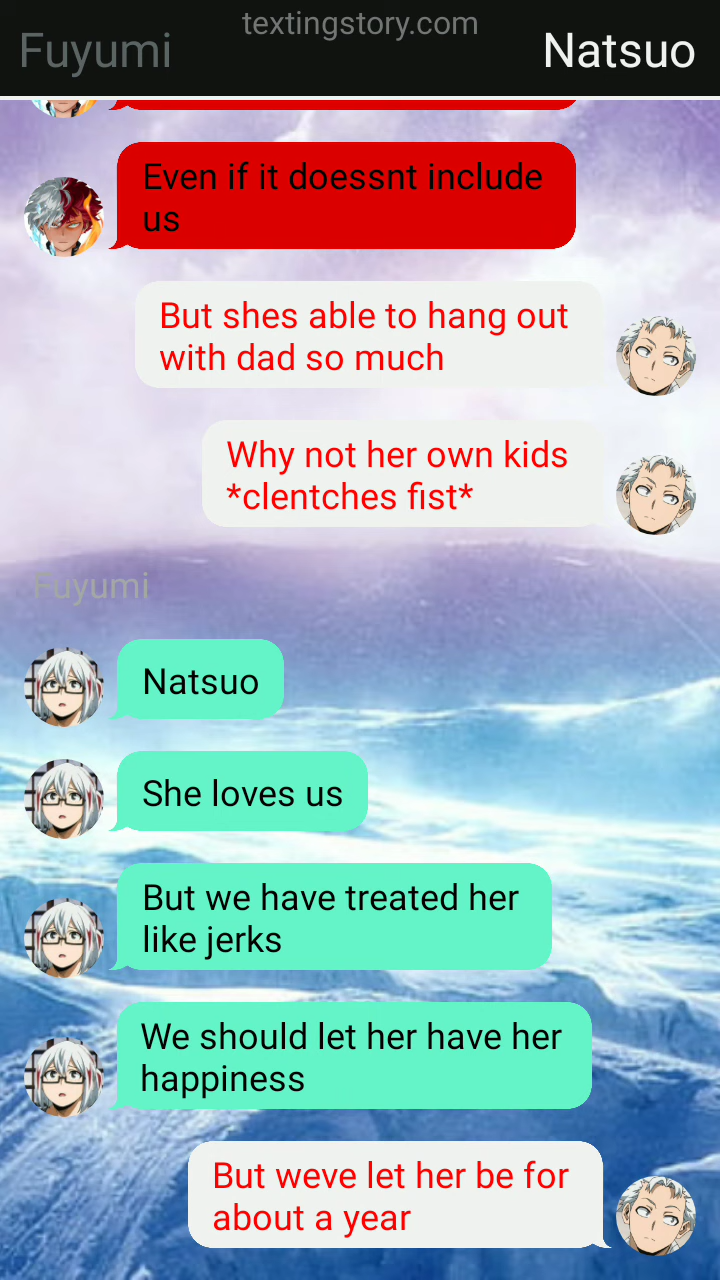 textingstory.com
Fuyumi
Natsuo
Even if it doessnt include
us
But shes able to hang out
with dad so much
Why not her own kids
*clentches fist*
Fuyumi
Natsuo
She loves us
But we have treated her
like jerks
We should let her have her
happiness
But weve let her be for
about a year